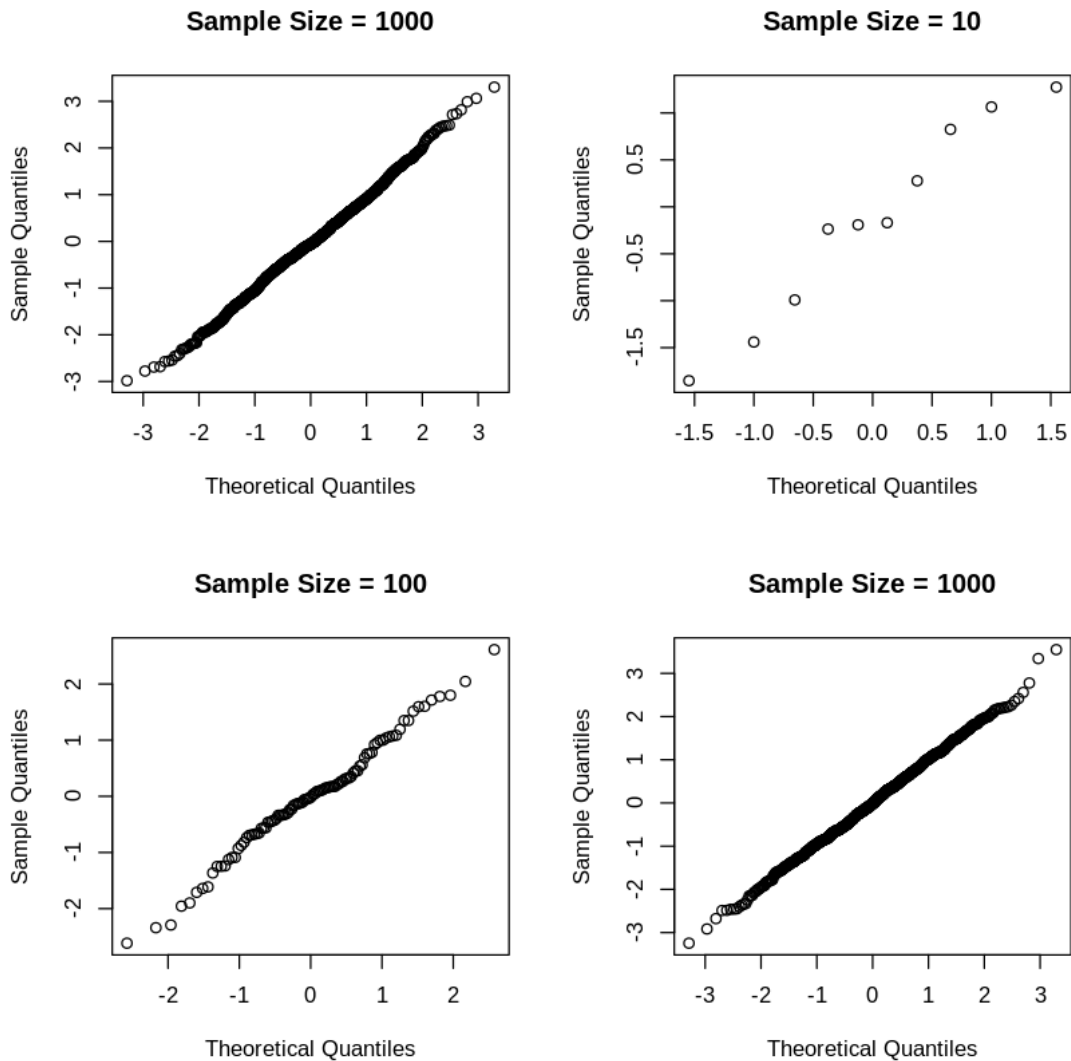 Sample Size = 1000
Sample Quantiles
3
2
1
0
-1
-2
-3
-3 -2 -1 0 1 2 3
Theoretical Quantiles
Sample Size = 10
Sample Quantiles
0.5
-0.5
-1.5
-1.5 -1.0 -0.5 0.0 0.5 1.0 1.5
Theoretical Quantiles
Sample Size = 100
Sample Quantiles
2
1
0
-1
-2
-2 -1 0 1 2
Theoretical Quantiles
Sample Size = 1000
Sample Quantiles
3
2
1
0
-1
-2
-3
-3 -2 -1 0 1 2 3
Theoretical Quantiles